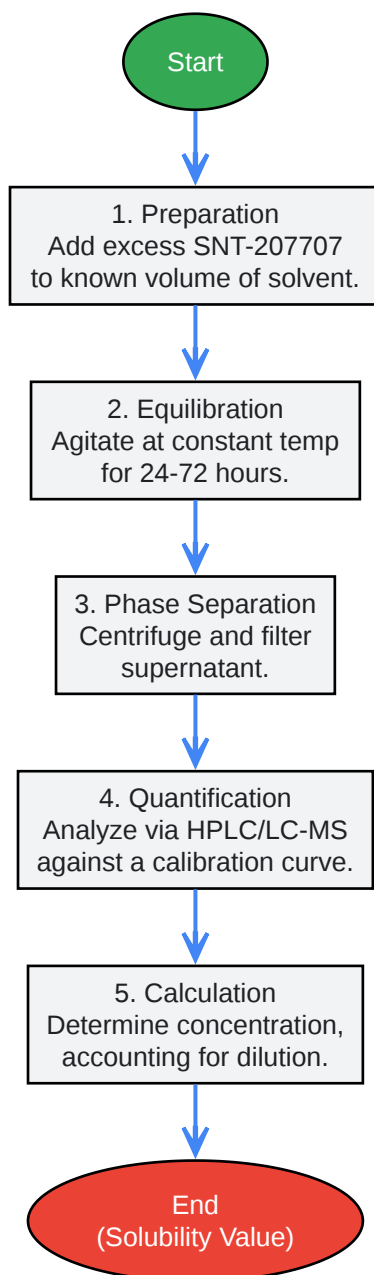 Start
1. Preparation
Add excess SNT-207707
to known volume of solvent.
2. Equilibration
Agitate at constant temp
for 24-72 hours.
3. Phase Separation
Centrifuge and filter
supernatant.
4. Quantification
Analyze via HPLC/LC-MS
against a calibration curve.
5. Calculation
Determine concentration,
accounting for dilution.
End
(Solubility Value)